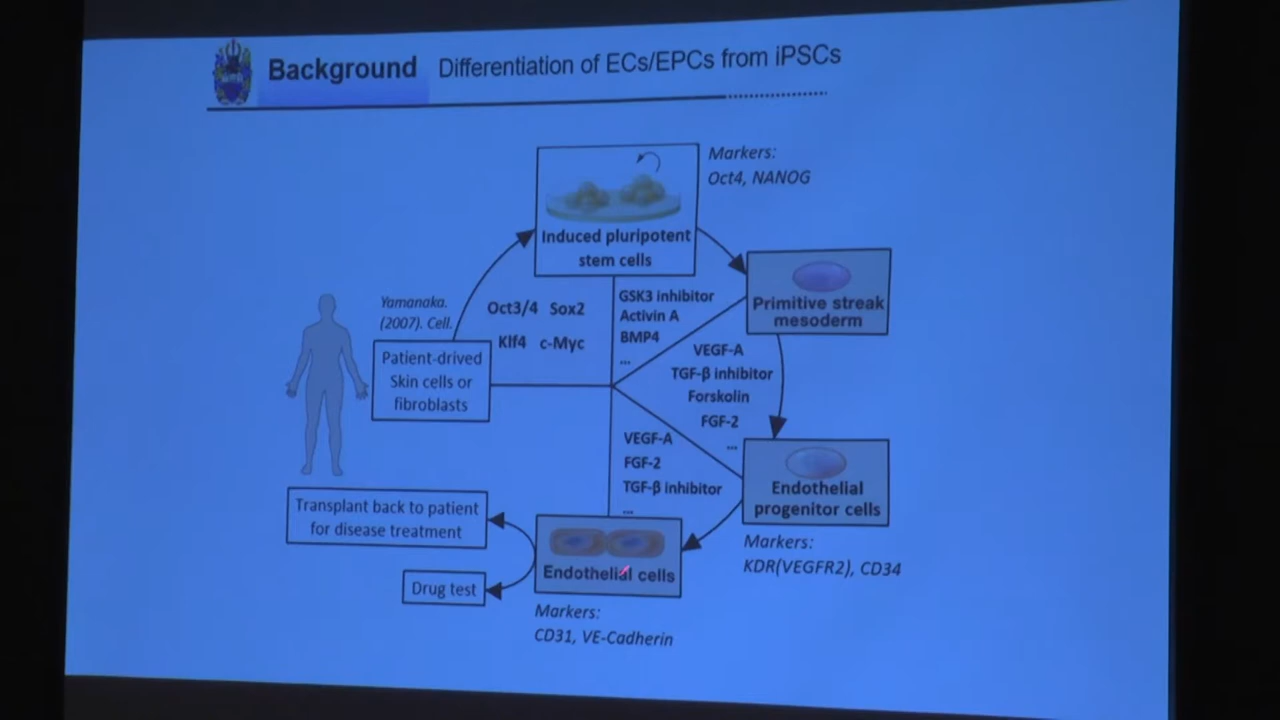 Background Differentiation of ECs/EPCs from iPSCs
Markers:
Oct4, NANOG
Induced pluripotent
stem cells
Primitive streak
mesoderm
Yamanaka.
(2007). Cell.
Oct3/4 Sox2
Klf4 c-Myc
GSK3 inhibitor
Activin A
BMP4
...
Patient-drived
Skin cells or
fibroblasts
VEGF-A
TGF-β inhibitor
Forskolin
FGF-2
...
VEGF-A
FGF-2
TGF-β inhibitor
...
Endothelial
progenitor cells
Markers:
KDR(VEGFR2), CD34
Transplant back to patient
for disease treatment
Drug test
Endothelial cells
Markers:
CD31, VE-Cadherin